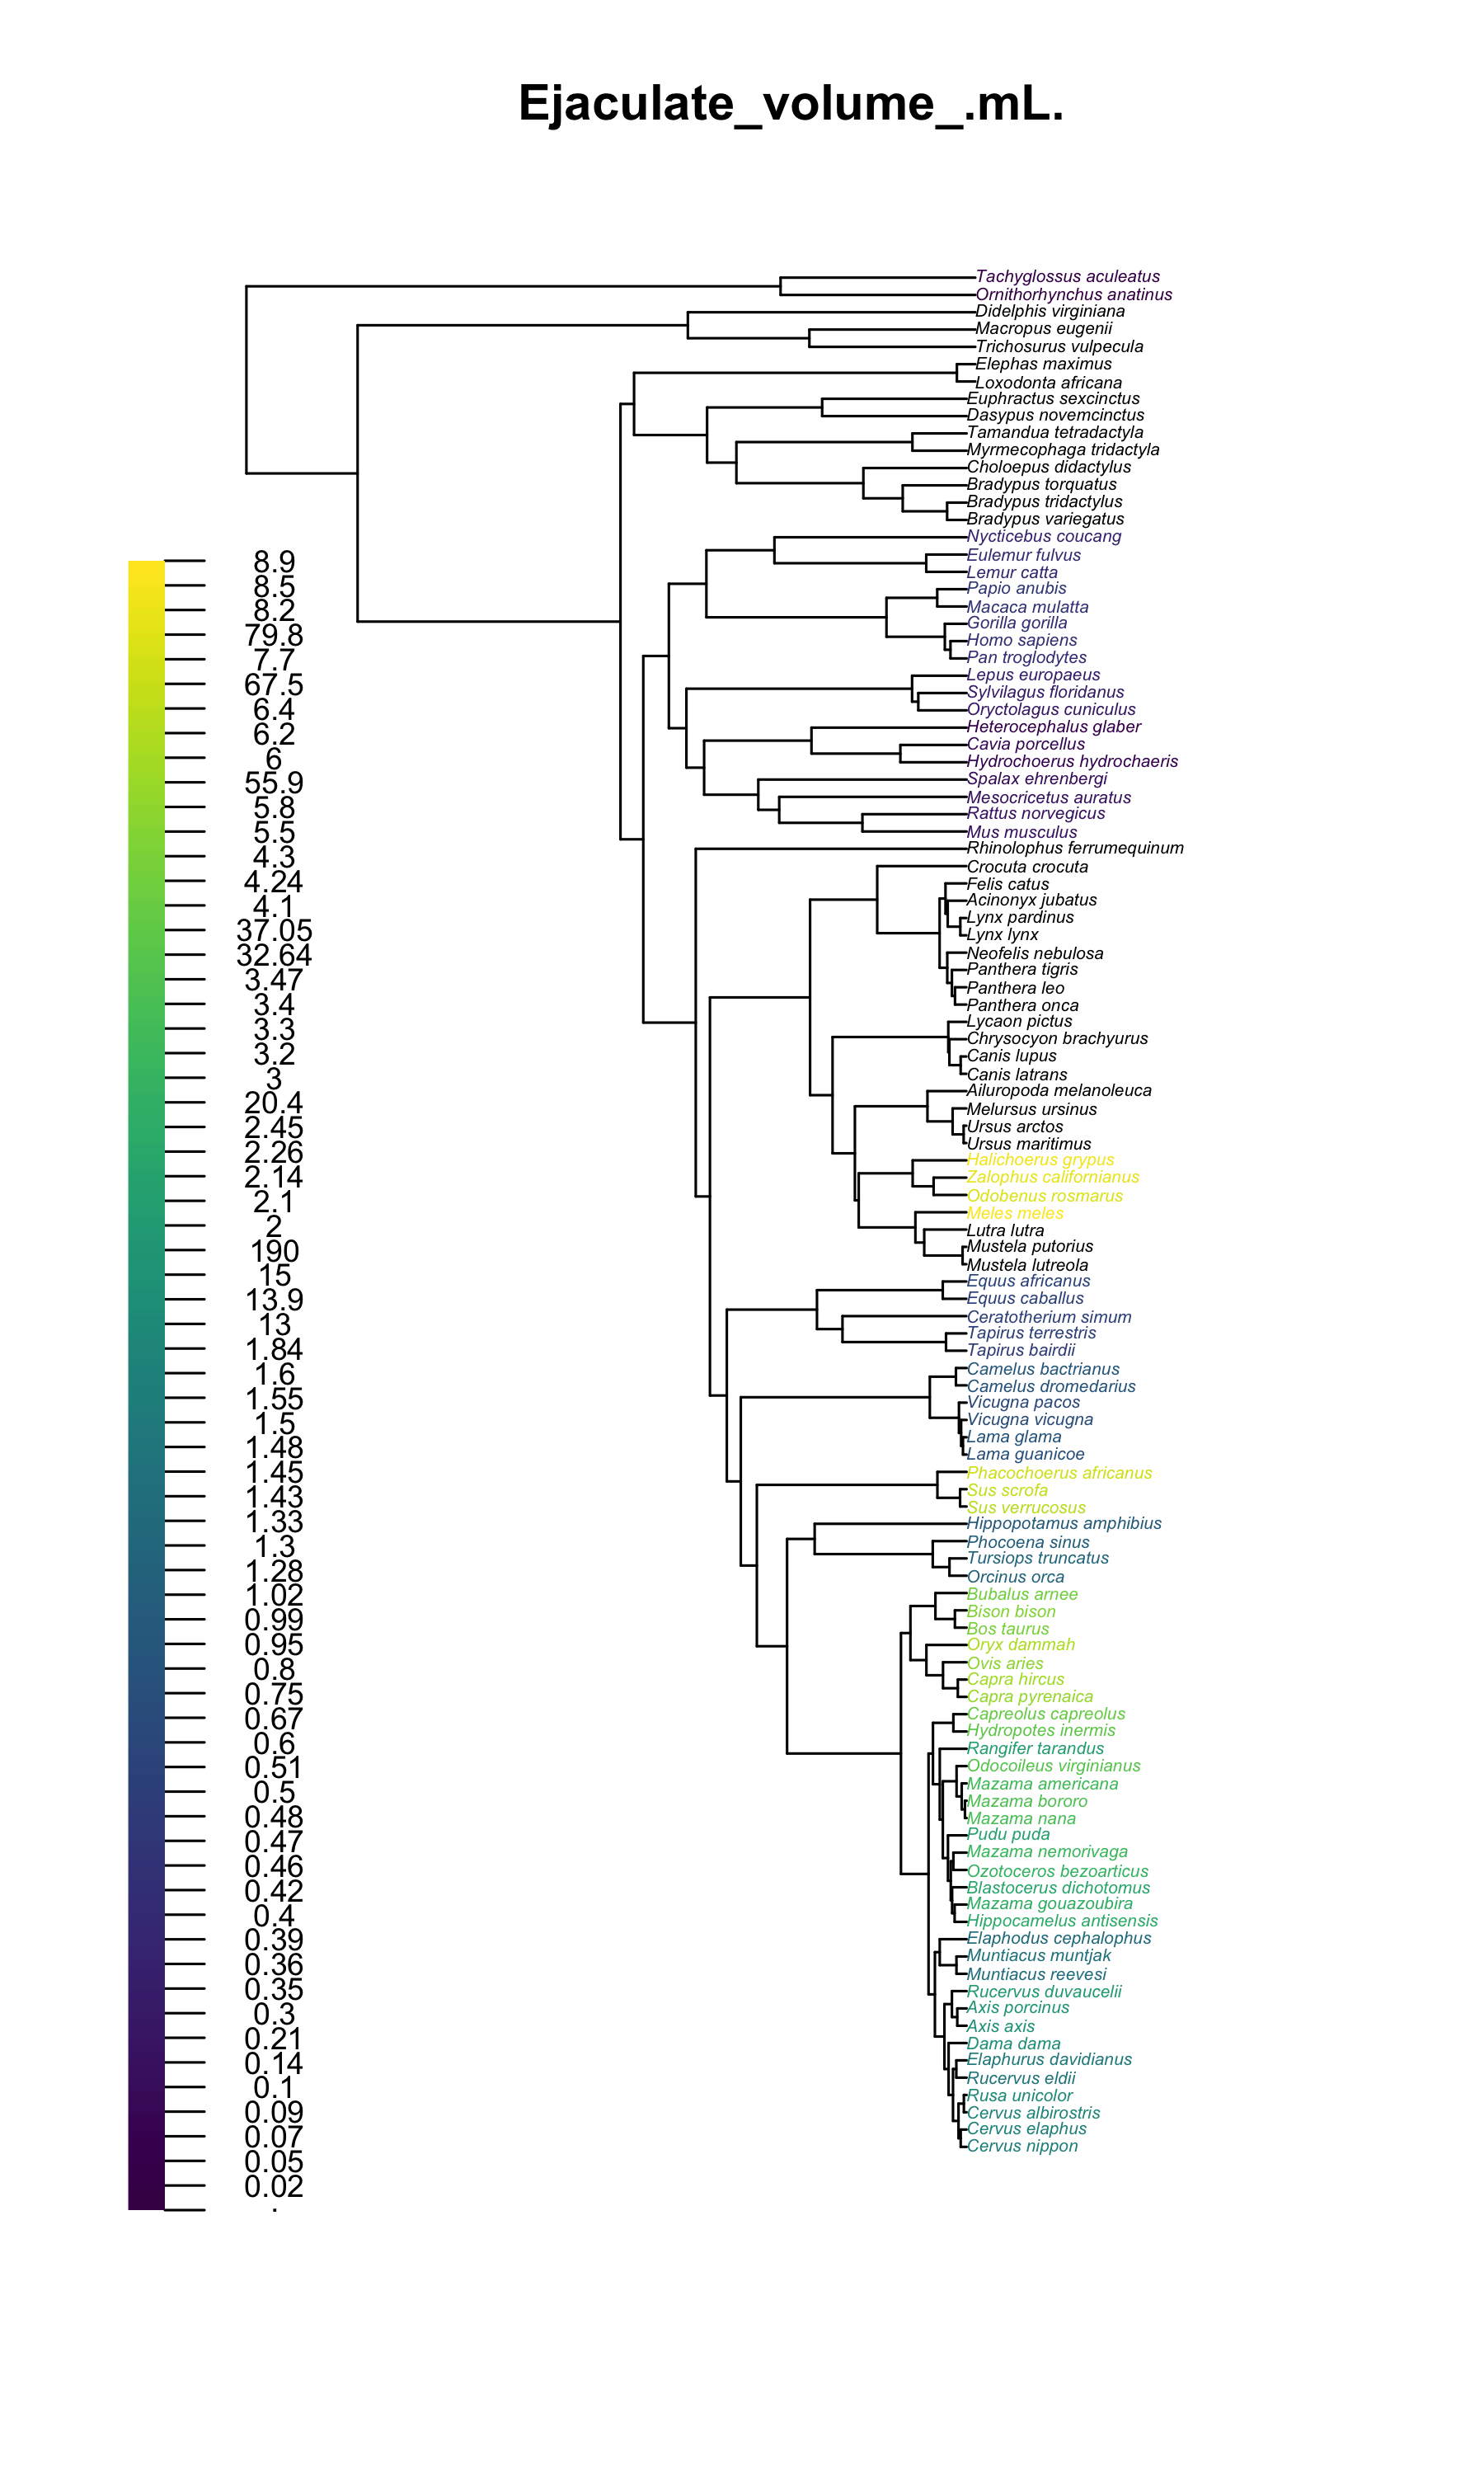 Ejaculate_volume_.mL.
Tachyglossus aculeatus
Ornithorhynchus anatinus
Didelphis virginiana
Macropus eugenii
Trichosurus vulpecula
Elephas maximus
Loxodonta africana
Euphractus sexcinctus
Dasypus novemcinctus
Tamandua tetradactyla
Myrmecophaga tridactyla
Choloepus didactylus
Bradypus torquatus
Bradypus tridactylus
Bradypus variegatus
Nycticebus coucang
Eulemur fulvus
Lemur catta
Papio anubis
Macaca mulatta
Gorilla gorilla
Homo sapiens
Pan troglodytes
Lepus europaeus
Sylvilagus floridanus
Oryctolagus cuniculus
Heterocephalus glaber
Cavia porcellus
Hydrochoerus hydrochaeris
Spalax ehrenbergi
Mesocricetus auratus
Rattus norvegicus
Mus musculus
Rhinolophus ferrumequinum
Crocuta crocuta
Felis catus
Acinonyx jubatus
Lynx pardinus
Lynx lynx
Neofelis nebulosa
Panthera tigris
Panthera leo
Panthera onca
Lycaon pictus
Chrysocyon brachyurus
Canis lupus
Canis latrans
Ailuropoda melanoleuca
Melursus ursinus
Ursus arctos
Ursus maritimus
Halichoerus grypus
Zalophus californianus
Odobenus rosmarus
Meles meles
Lutra lutra
Mustela putorius
Mustela lutreola
Equus africanus
Equus caballus
Ceratotherium simum
Tapirus terrestris
Tapirus bairdii
Camelus bactrianus
Camelus dromedarius
Vicugna pacos
Vicugna vicugna
Lama glama
Lama guanicoe
Phacochoerus africanus
Sus scrofa
Sus verrucosus
Hippopotamus amphibius
Phocoena sinus
Tursiops truncatus
Orcinus orca
Bubalus arnee
Bison bison
Bos taurus
Oryx dammah
Ovis aries
Capra hircus
Capra pyrenaica
Capreolus capreolus
Hydropotes inermis
Rangifer tarandus
Odocoileus virginianus
Mazama americana
Mazama bororo
Mazama nana
Pudu puda
Mazama nemorivaga
Ozotoceros bezoarticus
Blastocerus dichotomus
Mazama gouazoubira
Hippocamelus antisensis
Elaphodus cephalophus
Muntiacus muntjak
Muntiacus reevesi
Rucervus duvaucelii
Axis porcinus
Axis axis
Dama dama
Elaphurus davidianus
Rucervus eldii
Rusa unicolor
Cervus albirostris
Cervus elaphus
Cervus nippon
8.9
8.5
8.2
79.8
7.7
67.5
6.4
6.2
6
55.9
5.8
5.5
4.3
4.24
4.1
37.05
32.64
3.47
3.4
3.3
3.2
3
20.4
2.45
2.26
2.14
2.1
2
190
15
13.9
13
1.84
1.6
1.55
1.5
1.48
1.45
1.43
1.33
1.3
1.28
1.02
0.99
0.95
0.8
0.75
0.67
0.6
0.51
0.5
0.48
0.47
0.46
0.42
0.4
0.39
0.36
0.35
0.3
0.21
0.14
0.1
0.09
0.07
0.05
0.02
.